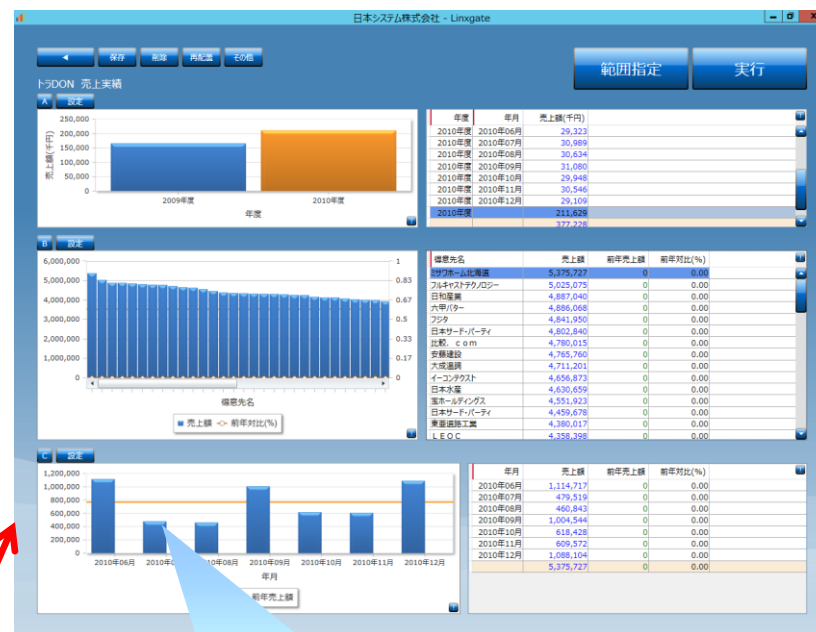 日本システム株式会社 - Linxgate
保存 削除 再配置 その他
範囲指定 実行
トラDON 売上実績
A 設定
250,000
200,000
150,000
100,000
50,000
0
売上額(千円)
2009年度 2010年度
年度
年度 年月 売上額(千円)
2010年度 2010年06月 29,323
2010年度 2010年07月 30,989
2010年度 2010年08月 30,634
2010年度 2010年09月 31,080
2010年度 2010年10月 29,948
2010年度 2010年11月 30,546
2010年度 2010年12月 29,109
2010年度 211,629
377,228
B 設定
6,000,000 1
5,000,000 0.83
4,000,000 0.67
3,000,000 0.5
2,000,000 0.33
1,000,000 0.17
0 0
得意先名
売上額 前年対比(%)
得意先名 売上額 前年売上額 前年対比(%)
ミサワホーム北海道 5,375,727 0 0.00
フルキャストテクノロジー 5,025,075 0 0.00
日和産業 4,887,040 0 0.00
六甲バター 4,886,068 0 0.00
フジタ 4,841,950 0 0.00
日本サード・パーティ 4,802,840 0 0.00
比較．ｃｏｍ 4,780,015 0 0.00
安藤建設 4,765,760 0 0.00
大成温調 4,711,201 0 0.00
イーコンテクスト 4,656,873 0 0.00
日本水産 4,630,659 0 0.00
宝ホールディングス 4,551,923 0 0.00
日本サード・パーティ 4,459,678 0 0.00
東亜道路工業 4,380,017 0 0.00
ＬＥＯＣ 4,358,398 0 0.00
C 設定
1,200,000
1,000,000
800,000
600,000
400,000
200,000
0
2010年06月 2010年0 10年08月 2010年09月 2010年10月 2010年11月 2010年12月
年月
前年売上額
年月 売上額 前年売上額 前年対比(%)
2010年06月 1,114,717 0 0.00
2010年07月 479,519 0 0.00
2010年08月 460,843 0 0.00
2010年09月 1,004,544 0 0.00
2010年10月 618,428 0 0.00
2010年11月 609,572 0 0.00
2010年12月 1,088,104 0 0.00
5,375,727 0 0.00